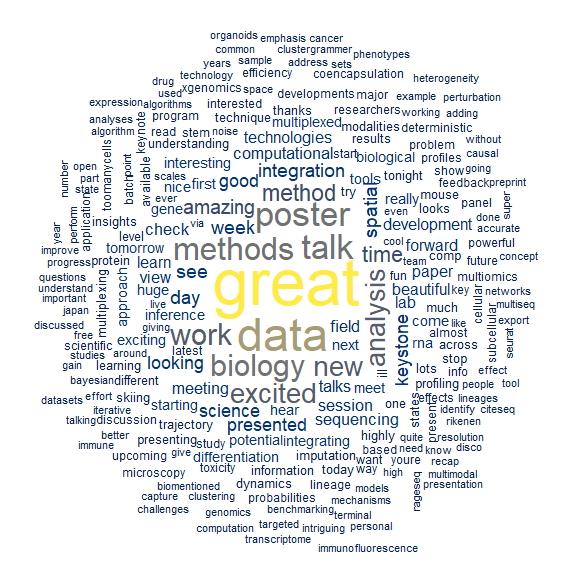 organoids emphasis cancer
common clustergrammer
phenotypes
years sample address sets
technology efficiency coencapsulation heterogeneity
drug xgenomics space developments major example perturbation
used
expression algorithms interested thanks researchers working adding
analyses program technique multiplexed modalities deterministic
algorithm read stem noise technologies results problem without
understanding computational start biological profiles causal
keynote
available
point
batch
toomanycells
open
part
state
number
interesting integration tools tonight show going
feedback preprint
scales nice first good method try really mouse panel
ever amazing poster spatial even looks done super
applications
insights gene via development accurate
year
perform
level check week cool forward powerful
improve tomorrow methods talk time team comp future concept
progress protein learn see analysis fun paper multiomics
questions view great beautiful key networks
understand huge day ill lab much cellular multiseq
important approach multiplexing live
japan inference data keystone come like almost subcellular export
discussed giving work field rna across seurat
free exciting latest next stop
scientific looking biology new lots info effect
studies around
gain learning meeting excited talks meet profiling people tool
bayesian different effects lineages
datasets effort skiing starting science hear session one states identify citeseq
iterative presented sequencing present rikenen
talking discussion trajectory highly quite resolution
better presenting study potential integrating based need know disco
immune upcoming give differentiation imputation want youre recap
microscopy toxicity information today way high multimodal
biomentioned dynamics lineage models rageseq presentation
capture clustering probabilities mechanisms
challenges genomics benchmarking terminal
computation targeted intriguing personal
transcriptome
immunofluorescence